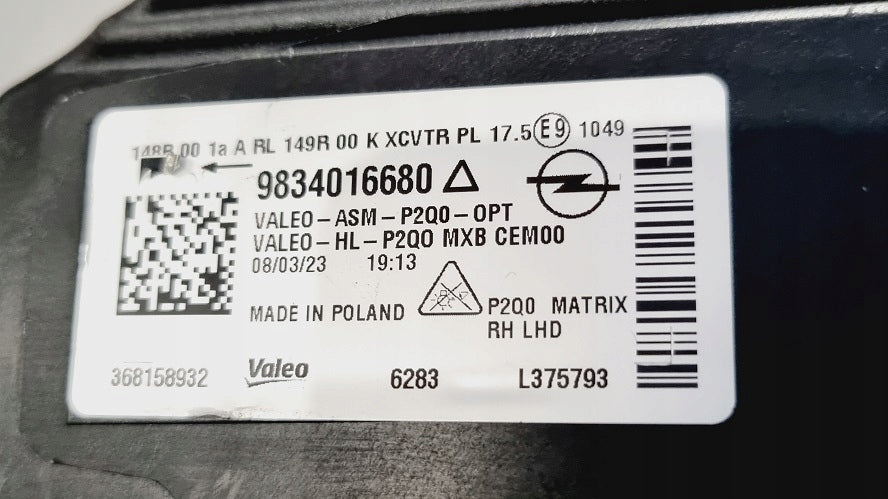 148R 00 1a A RL 149R 00 K XCVTR PL 17.5 E9 1049
9834016680
VALEO-ASM-P2Q0-OPT
VALEO-HL-P2Q0 MXB CEM00
08/03/23 19:13
MADE IN POLAND
P2Q0 MATRIX
RH LHD
368158932 Valeo 6283 L375793